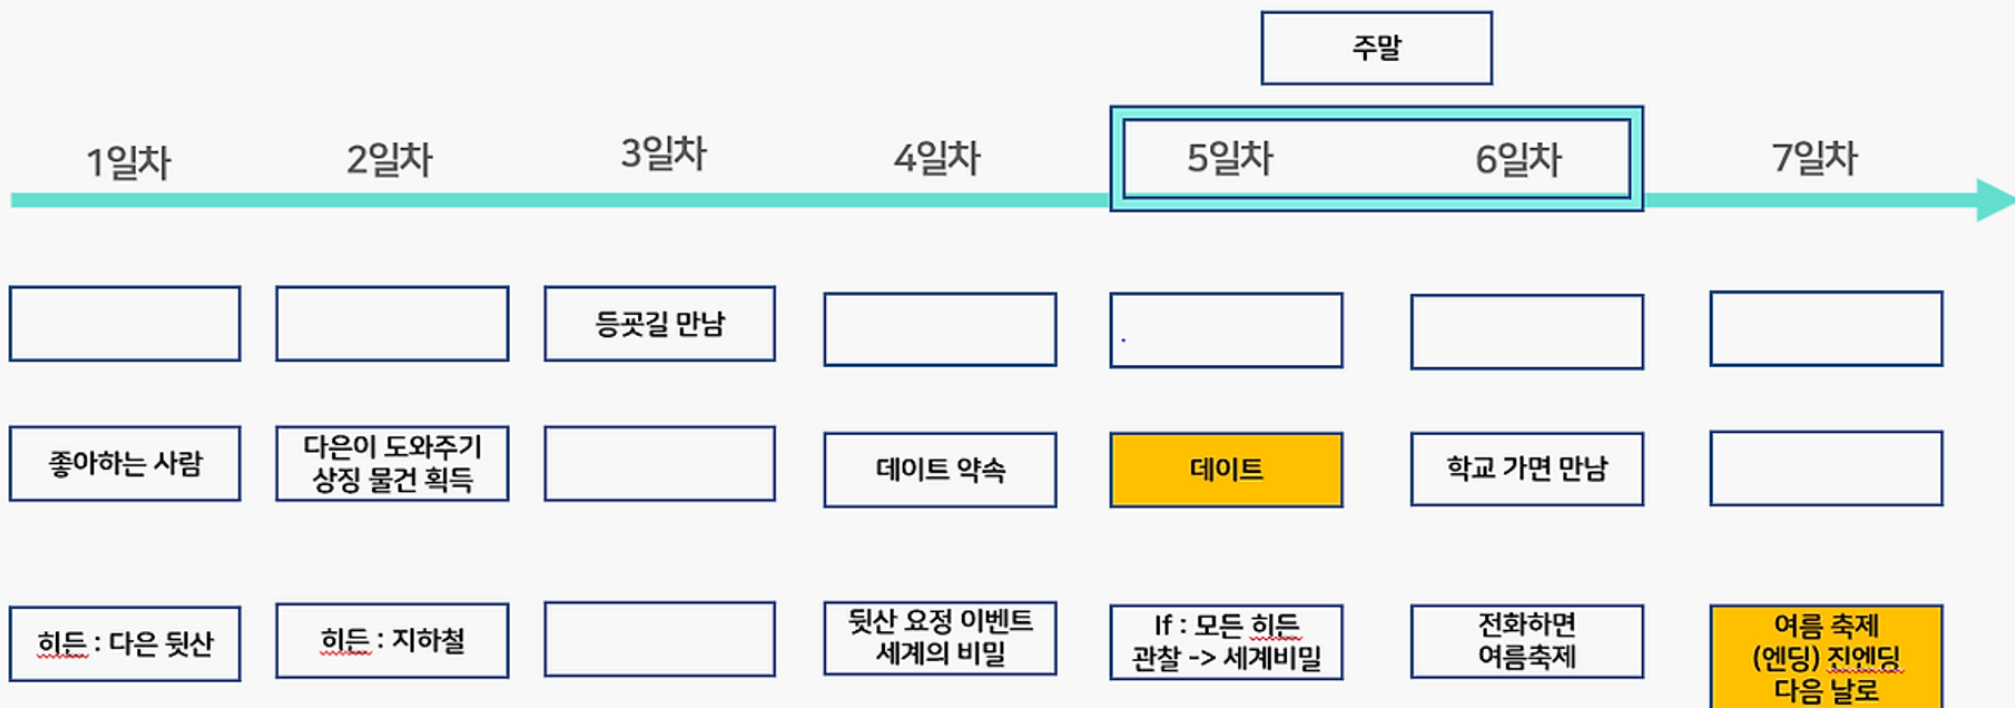 주말
1일차
2일차
3일차
4일차
5일차
6일차
7일차
등굣길 만남
좋아하는 사람
다은이 도와주기
상징 물건 획득
데이트 약속
데이트
학교 가면 만남
히든 : 다은 뒷산
히든 : 지하철
뒷산 요정 이벤트
세계의 비밀
If : 모든 히든
관찰 -> 세계비밀
전화하면
여름축제
여름 축제
(엔딩) 진엔딩
다음 날로